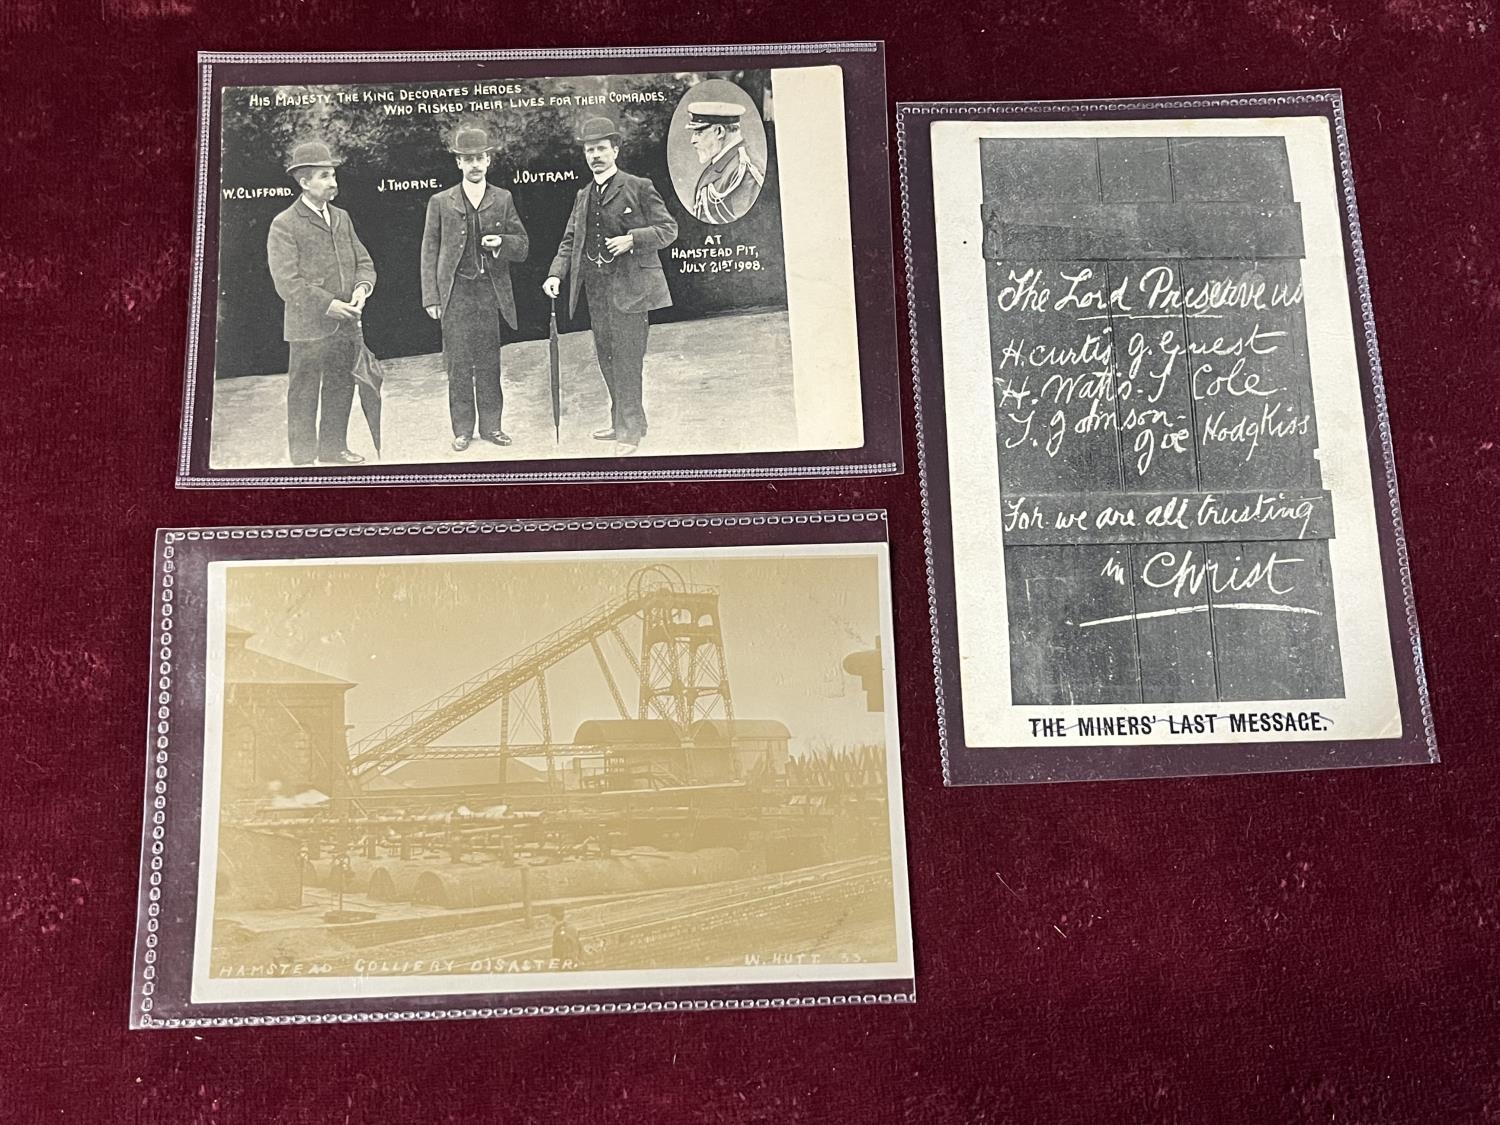 HIS MAJESTY THE KING DECORATES HEROES
WHO RISKED THEIR LIVES FOR THEIR COMRADES.
W. CLIFFORD.
J. THORNE.
J. OUTRAM.
AT
HAMSTEAD PIT,
JULY 21ST 1908.
The Lord Preserve us
H. Curtis G. Guest
H. Watts. T Cole
T. Johnson-
Joe Hodgkiss
For we are all trusting
in Christ
THE MINERS' LAST MESSAGE.
HAMSTEAD COLLIERY DISASTER.
W. HUTT 33.